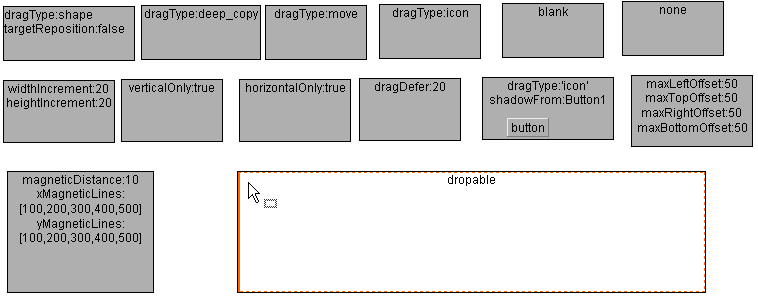 dragType:shape
targetReposition:false
dragType:deep_copy
dragType:move
dragType:icon
blank
none
widthIncrement:20
heightIncrement:20
verticalOnly:true
horizontalOnly:true
dragDefer:20
dragType:'icon'
shadowFrom:Button1
button
maxLeftOffset:50
maxTopOffset:50
maxRightOffset:50
maxBottomOffset:50
magneticDistance:10
xMagneticLines:
[100,200,300,400,500]
yMagneticLines:
[100,200,300,400,500]
dropable